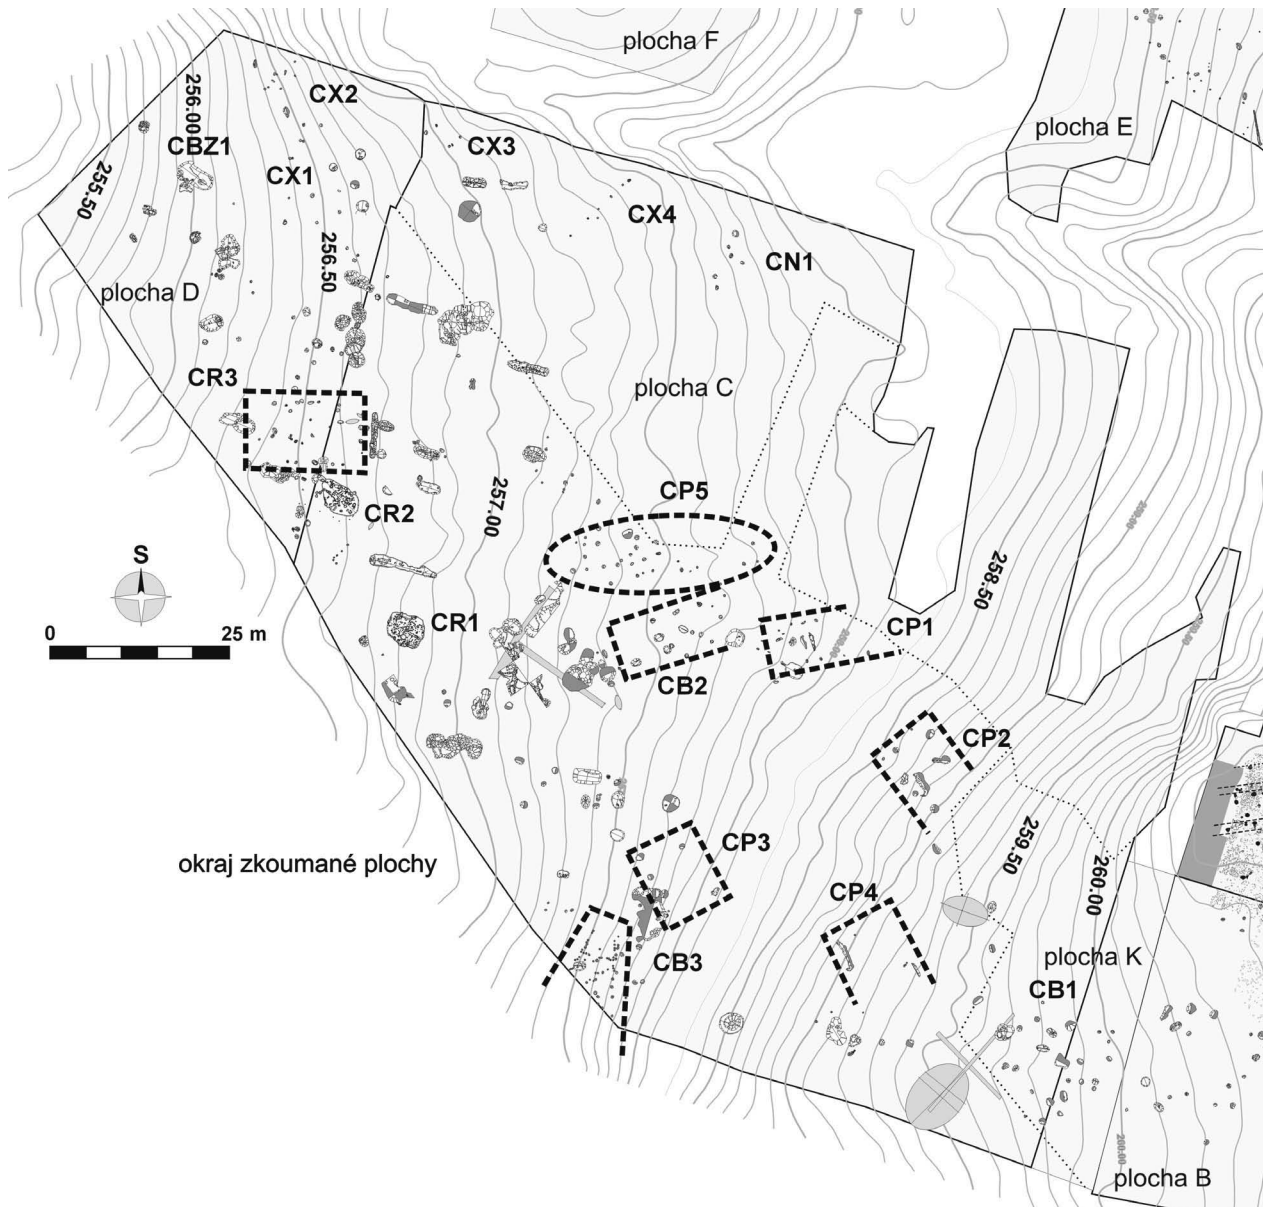 plocha F
CX2
256.00
plocha E
CBZ1
CX3
255.50
CX1
CX4
256.50
CN1
plocha D
CR3
plocha C
CP5
257.00
CR2
S
258.50
0
25 m
CR1
CP1
CB2
CP2
CP3
259.50
okraj zkoumané plochy
260.00
CP4
CB3
plocha K
CB1
plocha B